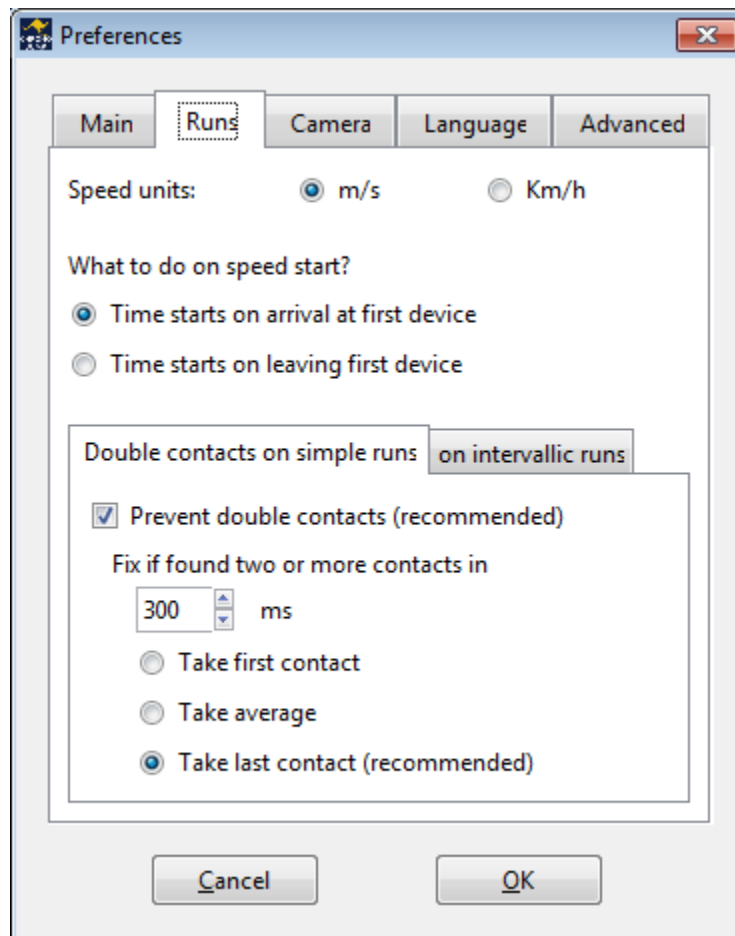 Preferences
Main Runs Camera Language Advanced
Speed units: m/s Km/h
What to do on speed start?
Time starts on arrival at first device
Time starts on leaving first device
Double contacts on simple runs on intervallic runs
Prevent double contacts (recommended)
Fix if found two or more contacts in
300 ms
Take first contact
Take average
Take last contact (recommended)
Cancel OK